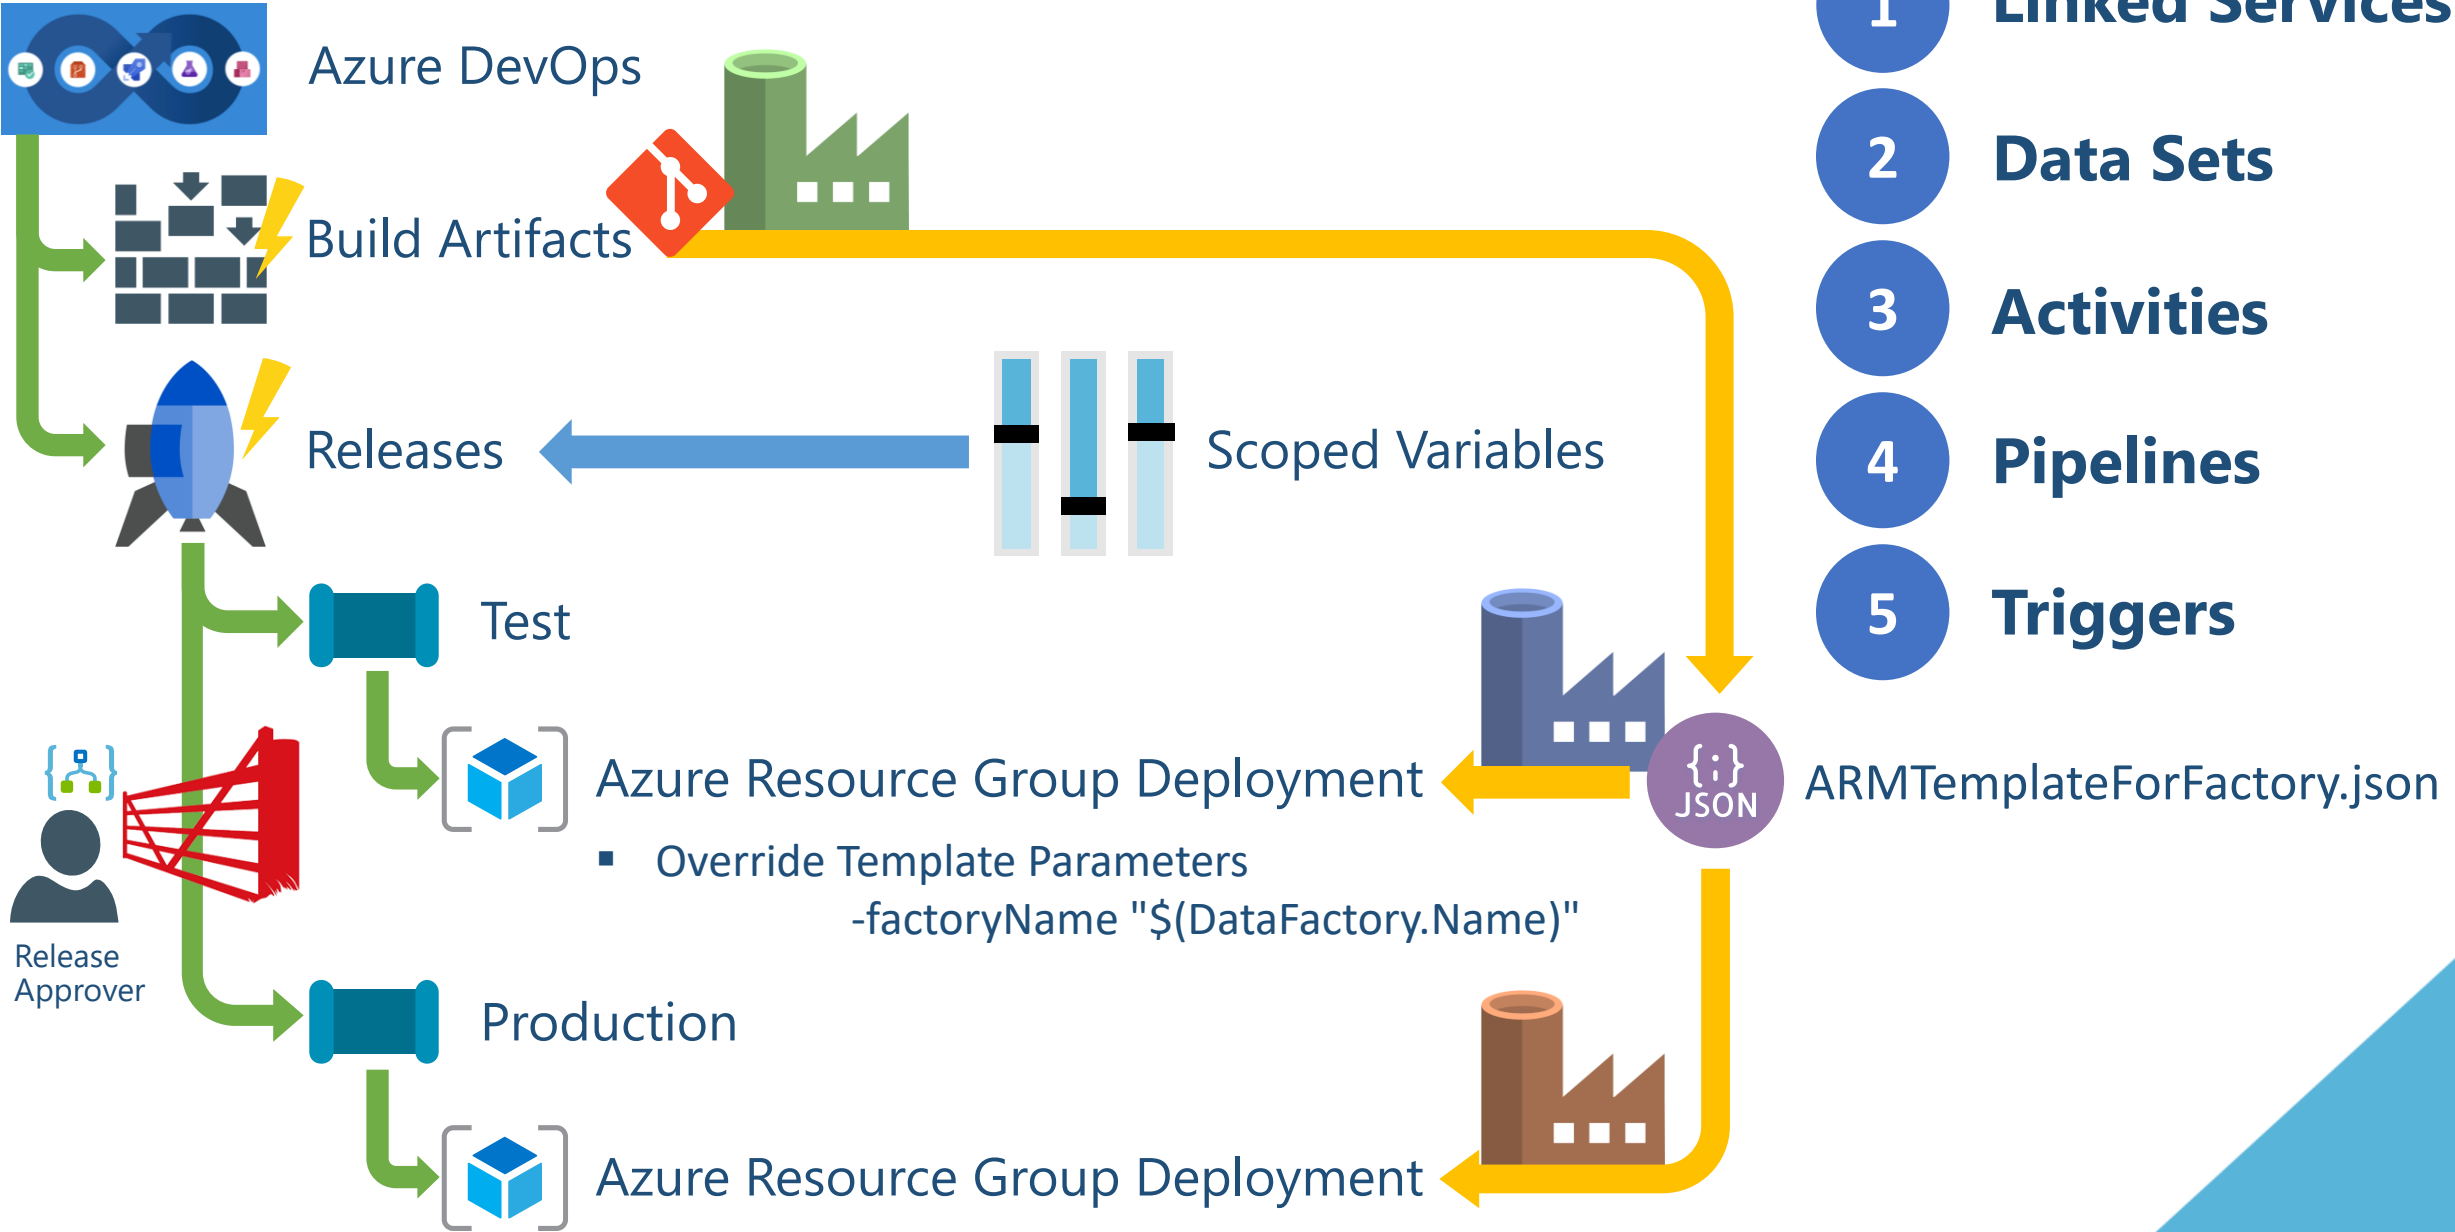 Azure DevOps
Build Artifacts
Releases
Scoped Variables
Test
Azure Resource Group Deployment
▪ Override Template Parameters
-factoryName "$(DataFactory.Name)"
Release
Approver
Production
Azure Resource Group Deployment
{;}
JSON
ARMTemplateForFactory.json
1 Linked Services
2 Data Sets
3 Activities
4 Pipelines
5 Triggers